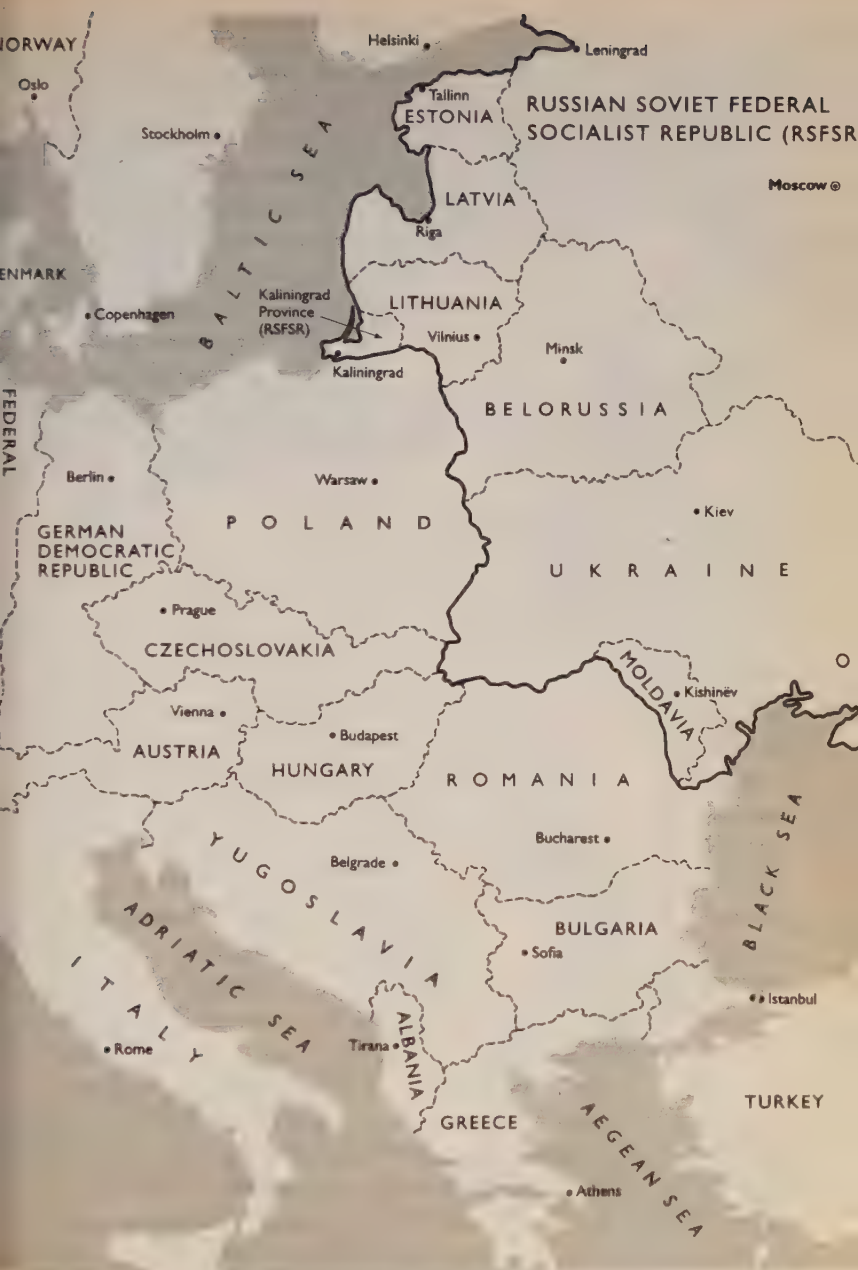 NORWAY
Helsinki
Leningrad
Oslo
Tallinn
ESTONIA
RUSSIAN SOVIET FEDERAL
SOCIALIST REPUBLIC (RSFSR
Stockholm
BALTIC SEA
Moscow
LATVIA
Riga
ENMARK
Copenhagen
Kaliningrad
Province
(RSFSR)
LITHUANIA
Vilnius
Kaliningrad
Minsk
BELORUSSIA
FEDERAL
Berlin
Warsaw
POLAND
Kiev
GERMAN
DEMOCRATIC
REPUBLIC
UKRAINE
Prague
CZECHOSLOVAKIA
MOLDAVIA
Kishinëv
O
Vienna
AUSTRIA
Budapest
HUNGARY
ROMANIA
BLACK SEA
Bucharest
YUGOSLAVIA
Belgrade
BULGARIA
Sofia
ADRIATIC SEA
ITALY
Rome
Istanbul
Tirana
ALBANIA
GREECE
TURKEY
AEGEAN SEA
Athens